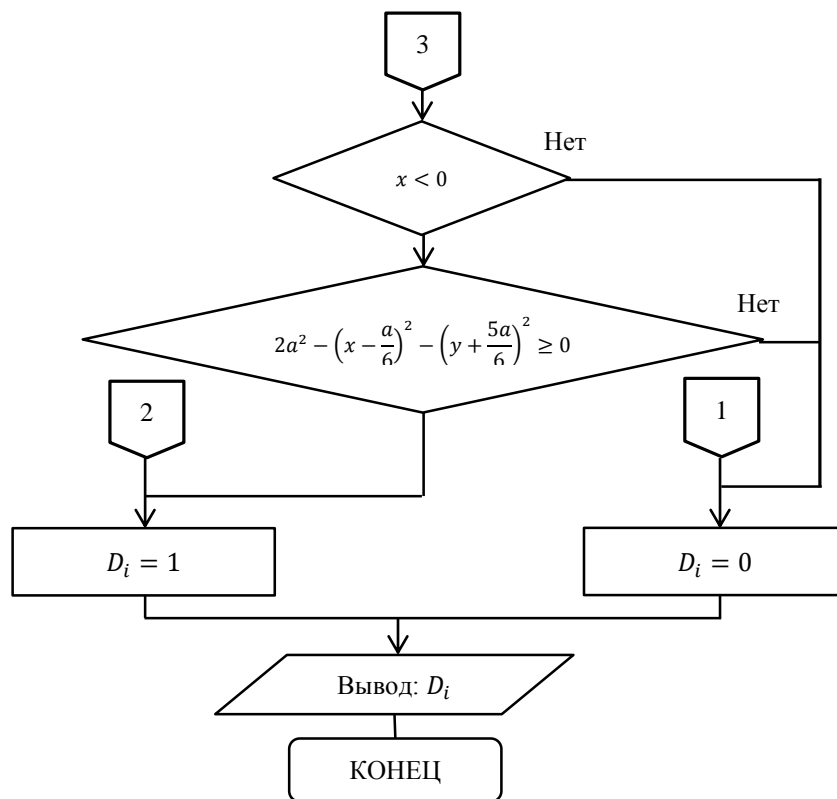 3
Нет
x < 0
Нет
2a² − (x − a/6)² − (y + 5a/6)² ≥ 0
2
1
Dᵢ = 1
Dᵢ = 0
Вывод: Dᵢ
КОНЕЦ